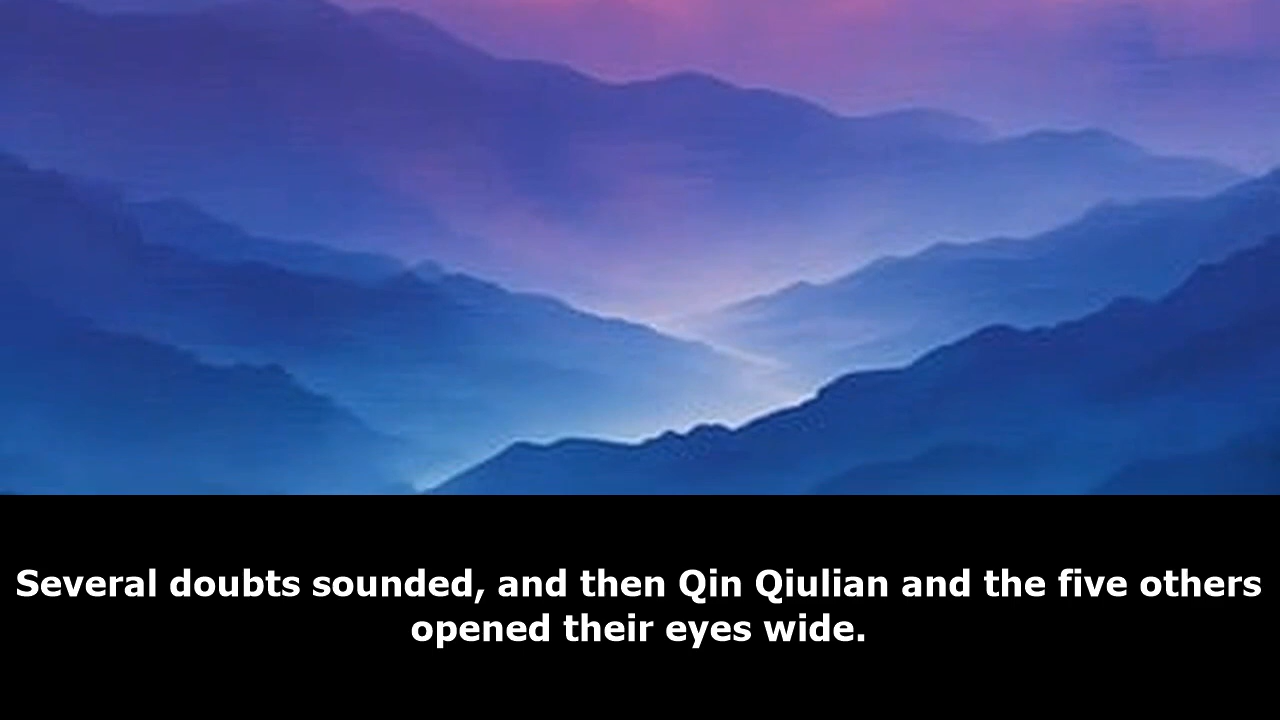 Several doubts sounded, and then Qin Qiulian and the five others
opened their eyes wide.